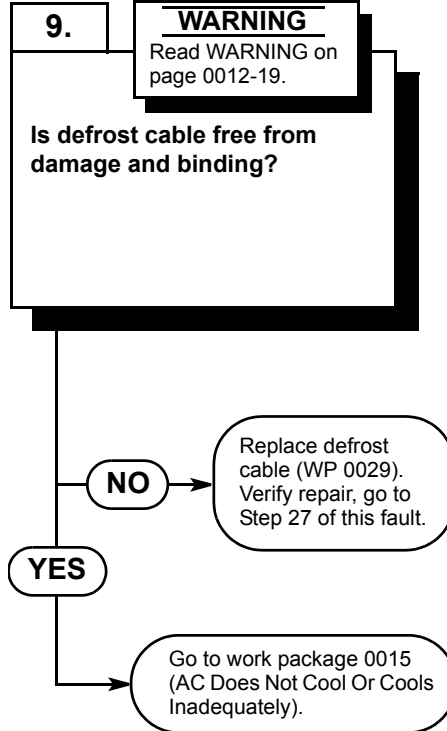 9.
WARNING
Read WARNING on
page 0012-19.
Is defrost cable free from
damage and binding?
NO
Replace defrost
cable (WP 0029).
Verify repair, go to
Step 27 of this fault.
YES
Go to work package 0015
(AC Does Not Cool Or Cools
Inadequately).